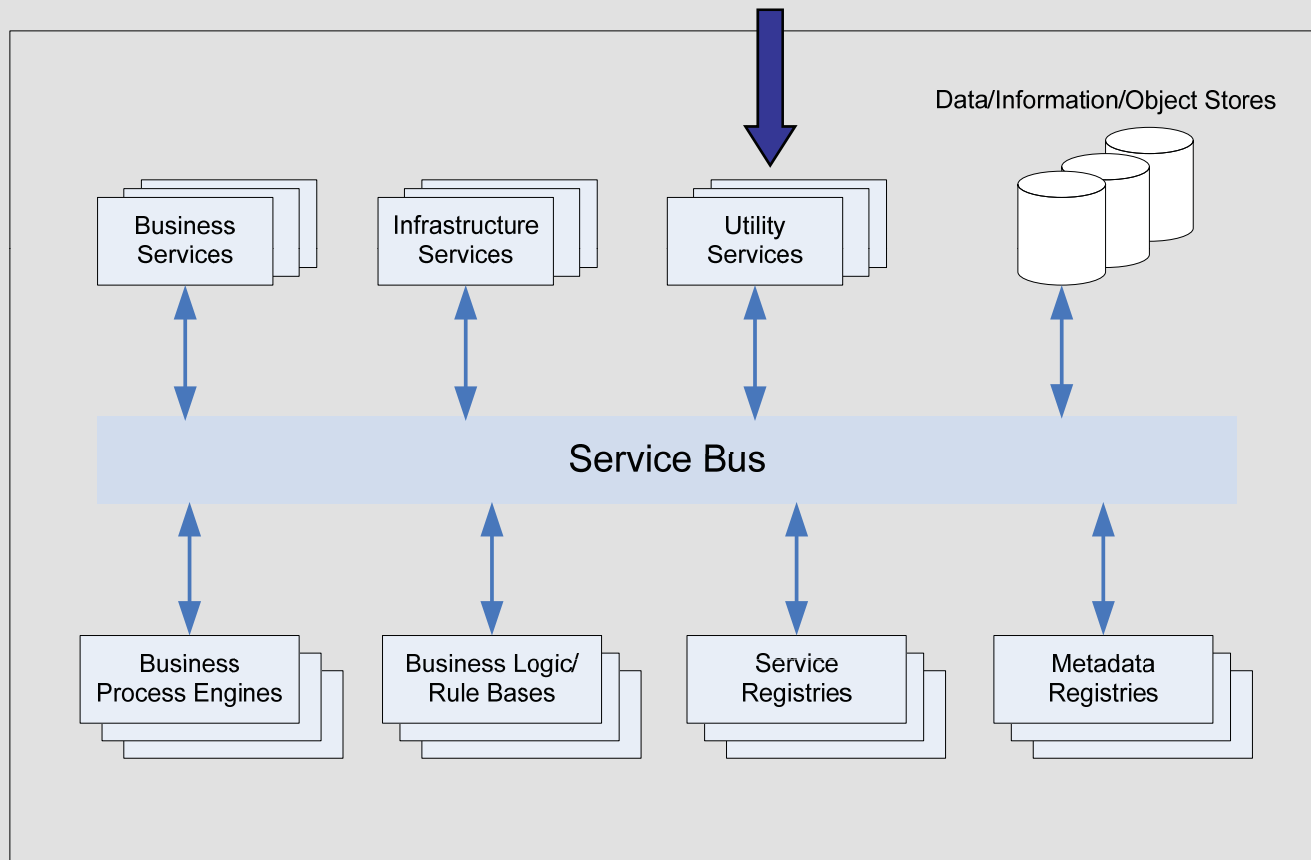 Data/Information/Object Stores
Business
Services
Infrastructure
Services
Utility
Services
Service Bus
Business
Process Engines
Business Logic/
Rule Bases
Service
Registries
Metadata
Registries